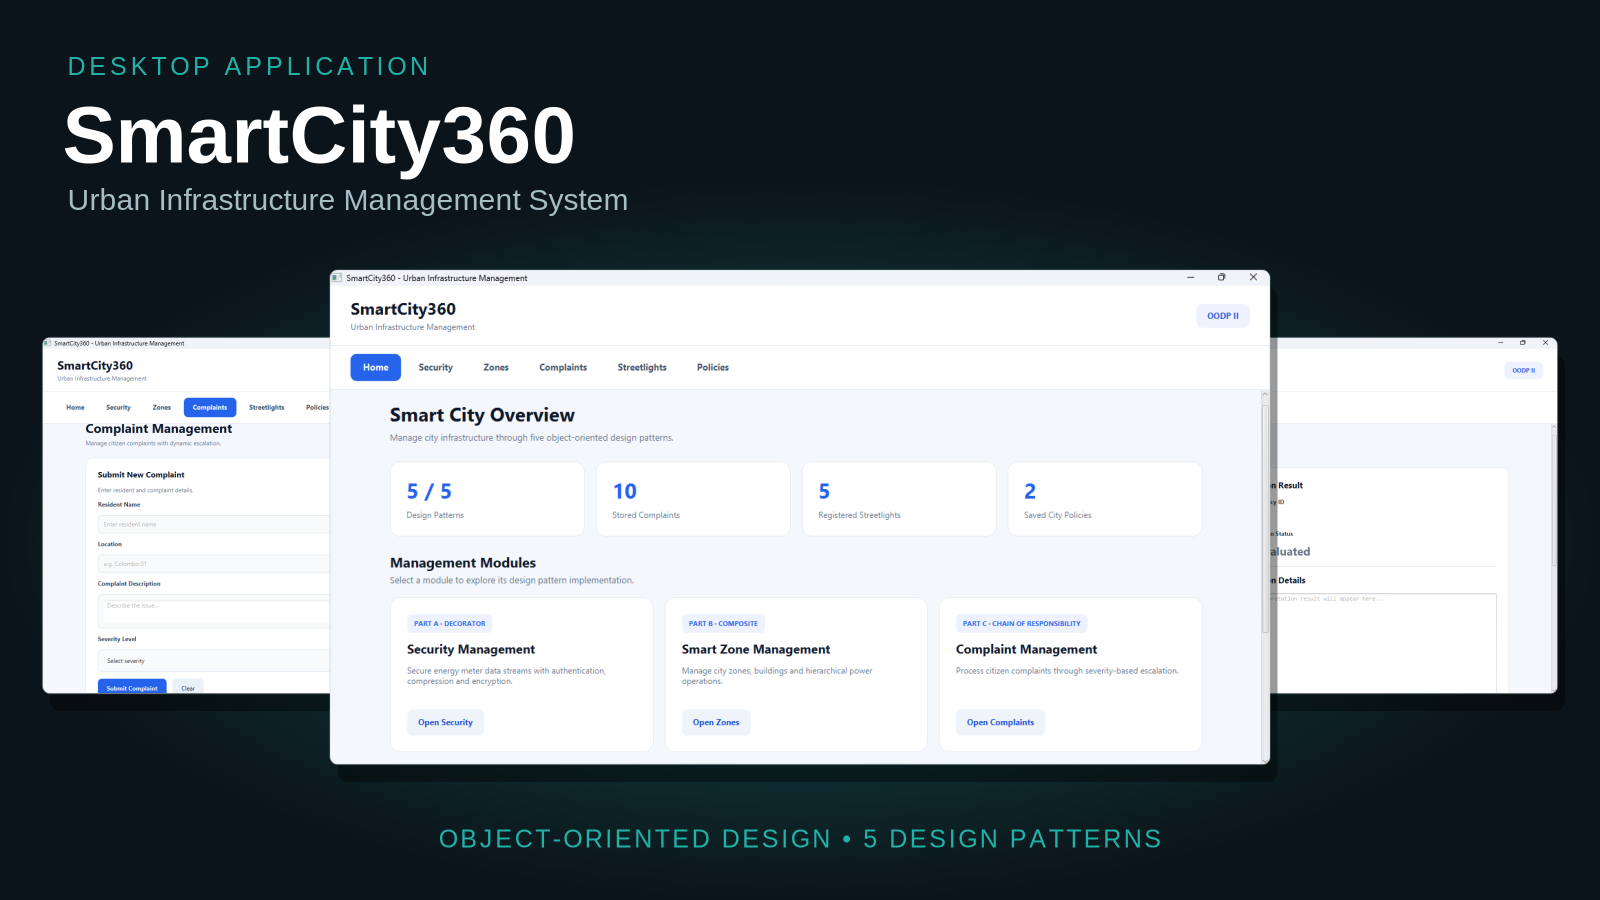 DESKTOP APPLICATION
SmartCity360
Urban Infrastructure Management System
SmartCity360 - Urban Infrastructure Management
SmartCity360
Urban Infrastructure Management
OODP II
Home Security Zones Complaints Streetlights Policies
Smart City Overview
Manage city infrastructure through five object-oriented design patterns.
5 / 5
Design Patterns
10
Stored Complaints
5
Registered Streetlights
2
Saved City Policies
Management Modules
Select a module to explore its design pattern implementation.
PART A · DECORATOR
Security Management
Secure energy meter data streams with authentication,
compression and encryption.
Open Security
PART B · COMPOSITE
Smart Zone Management
Manage city zones, buildings and hierarchical power
operations.
Open Zones
PART C · CHAIN OF RESPONSIBILITY
Complaint Management
Process citizen complaints through severity-based escalation.
Open Complaints
SmartCity360 - Urban Infrastructure Management
SmartCity360
Urban Infrastructure Management
Home Security Zones Complaints Streetlights Policies
Complaint Management
Manage citizen complaints with dynamic escalation.
Submit New Complaint
Enter resident and complaint details.
Resident Name
Enter resident name
Location
e.g. Colombo 01
Complaint Description
Describe the issue...
Severity Level
Select severity
Submit Complaint Clear
OODP II
Result
ID
Status
aluated
Details
result will appear here...
OBJECT-ORIENTED DESIGN • 5 DESIGN PATTERNS